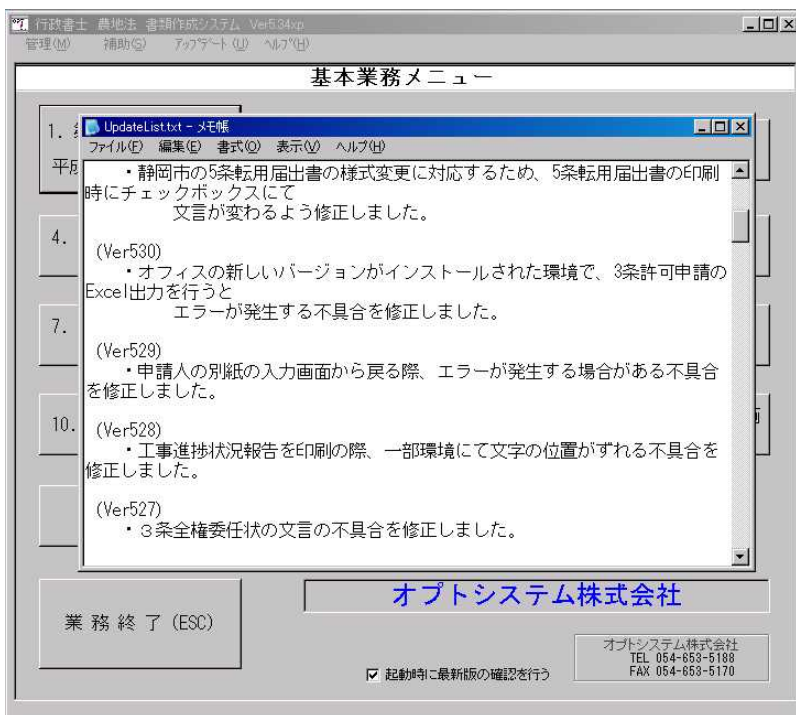 行政書士 農地法 書類作成システム Ver5.34xp
管理(M) 補助(S) アップデート(U) ヘルプ(H)
基本業務メニュー
1.
平成
UpdateList.txt - メモ帳
ファイル(F) 編集(E) 書式(O) 表示(V) ヘルプ(H)
・静岡市の5条転用届出書の様式変更に対応するため、5条転用届出書の印刷
時にチェックボックスにて
文言が変わるよう修正しました。
(Ver530)
・オフィスの新しいバージョンがインストールされた環境で、3条許可申請の
Excel出力を行うと
エラーが発生する不具合を修正しました。
(Ver529)
・申請人の別紙の入力画面から戻る際、エラーが発生する場合がある不具合
を修正しました。
(Ver528)
・工事進捗状況報告を印刷の際、一部環境にて文字の位置がずれる不具合を
修正しました。
(Ver527)
・３条全権委任状の文言の不具合を修正しました。
4.
7.
10.
オプトシステム株式会社
業務終了(ESC)
起動時に最新版の確認を行う
オプトシステム株式会社
TEL 054-653-5188
FAX 054-653-5170